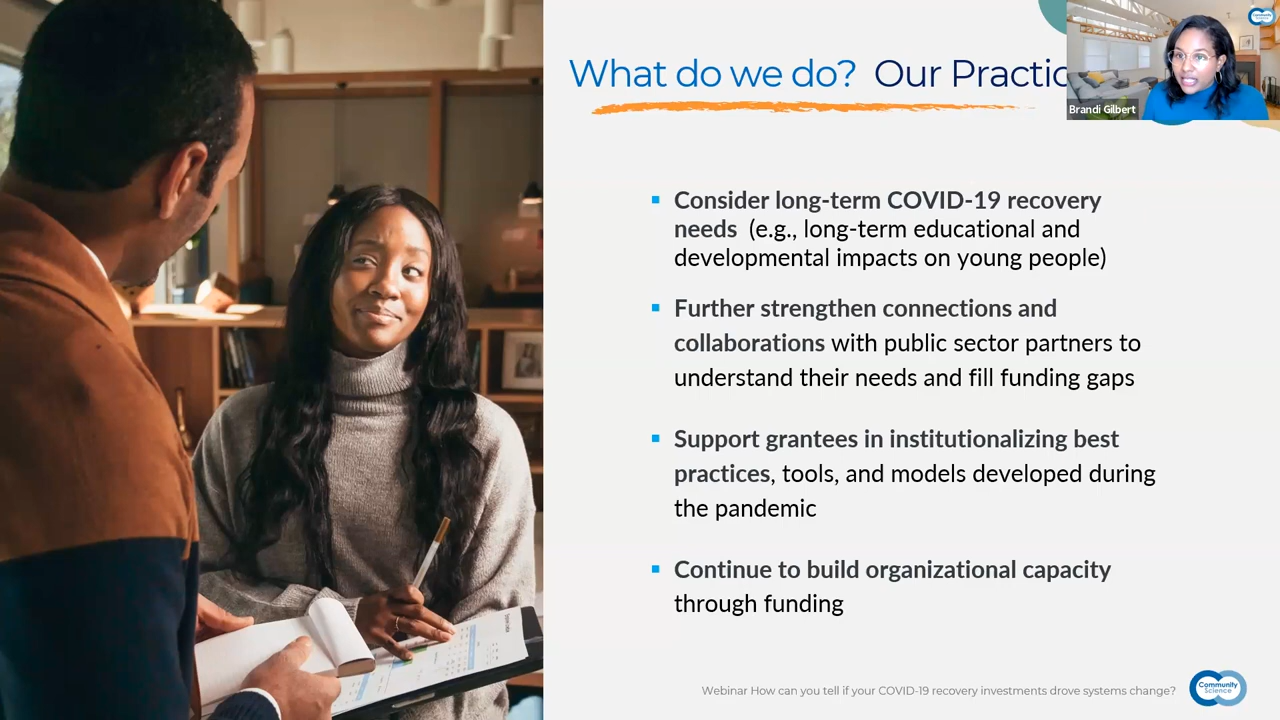 What do we do? Our Practic
Community
Science
Brandi Gilbert
▪ Consider long-term COVID-19 recovery
needs (e.g., long-term educational and
developmental impacts on young people)
▪ Further strengthen connections and
collaborations with public sector partners to
understand their needs and fill funding gaps
▪ Support grantees in institutionalizing best
practices, tools, and models developed during
the pandemic
▪ Continue to build organizational capacity
through funding
Webinar How can you tell if your COVID-19 recovery investments drove systems change?
Community
Science